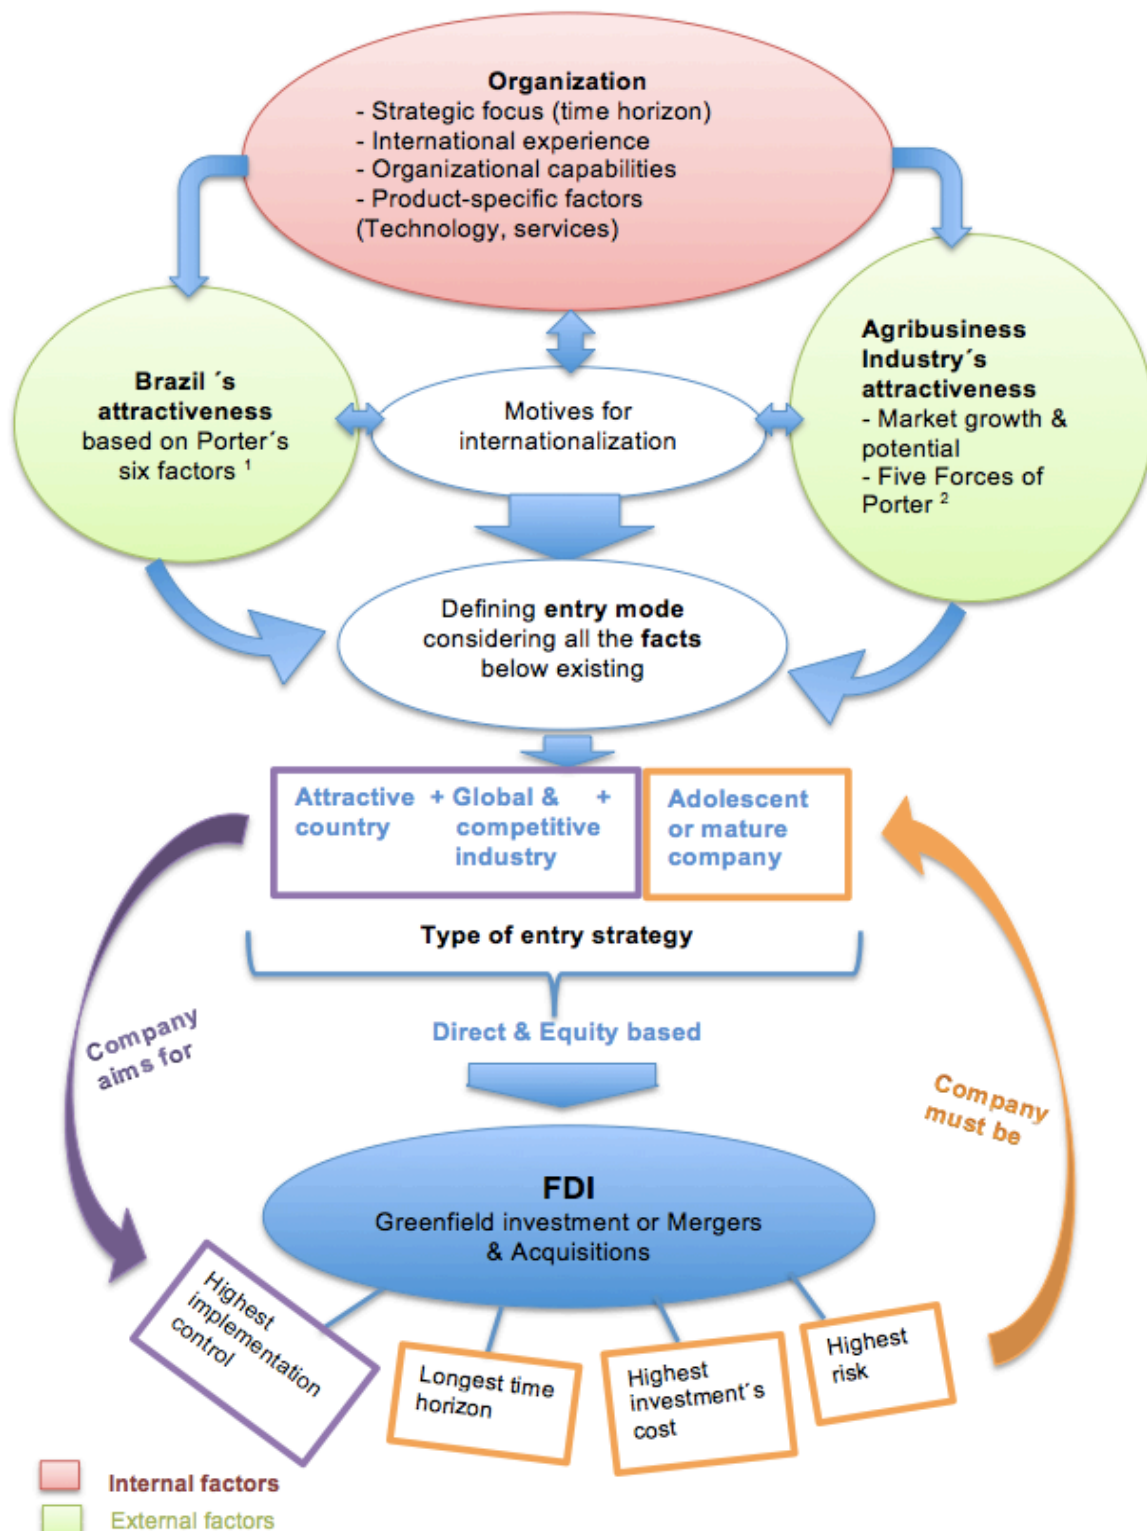 Organization
- Strategic focus (time horizon)
- International experience
- Organizational capabilities
- Product-specific factors
(Technology, services)
Brazil ´s
attractiveness
based on Porter´s
six factors 1
Motives for
internationalization
Agribusiness
Industry´s
attractiveness
- Market growth &
potential
- Five Forces of
Porter 2
Defining entry mode
considering all the facts
below existing
Attractive + Global & +
country competitive
industry
Adolescent
or mature
company
Type of entry strategy
Direct & Equity based
Company
aims for
Company
must be
FDI
Greenfield investment or Mergers
& Acquisitions
Highest
implementation
control
Longest time
horizon
Highest
investment´s
cost
Highest
risk
Internal factors
External factors